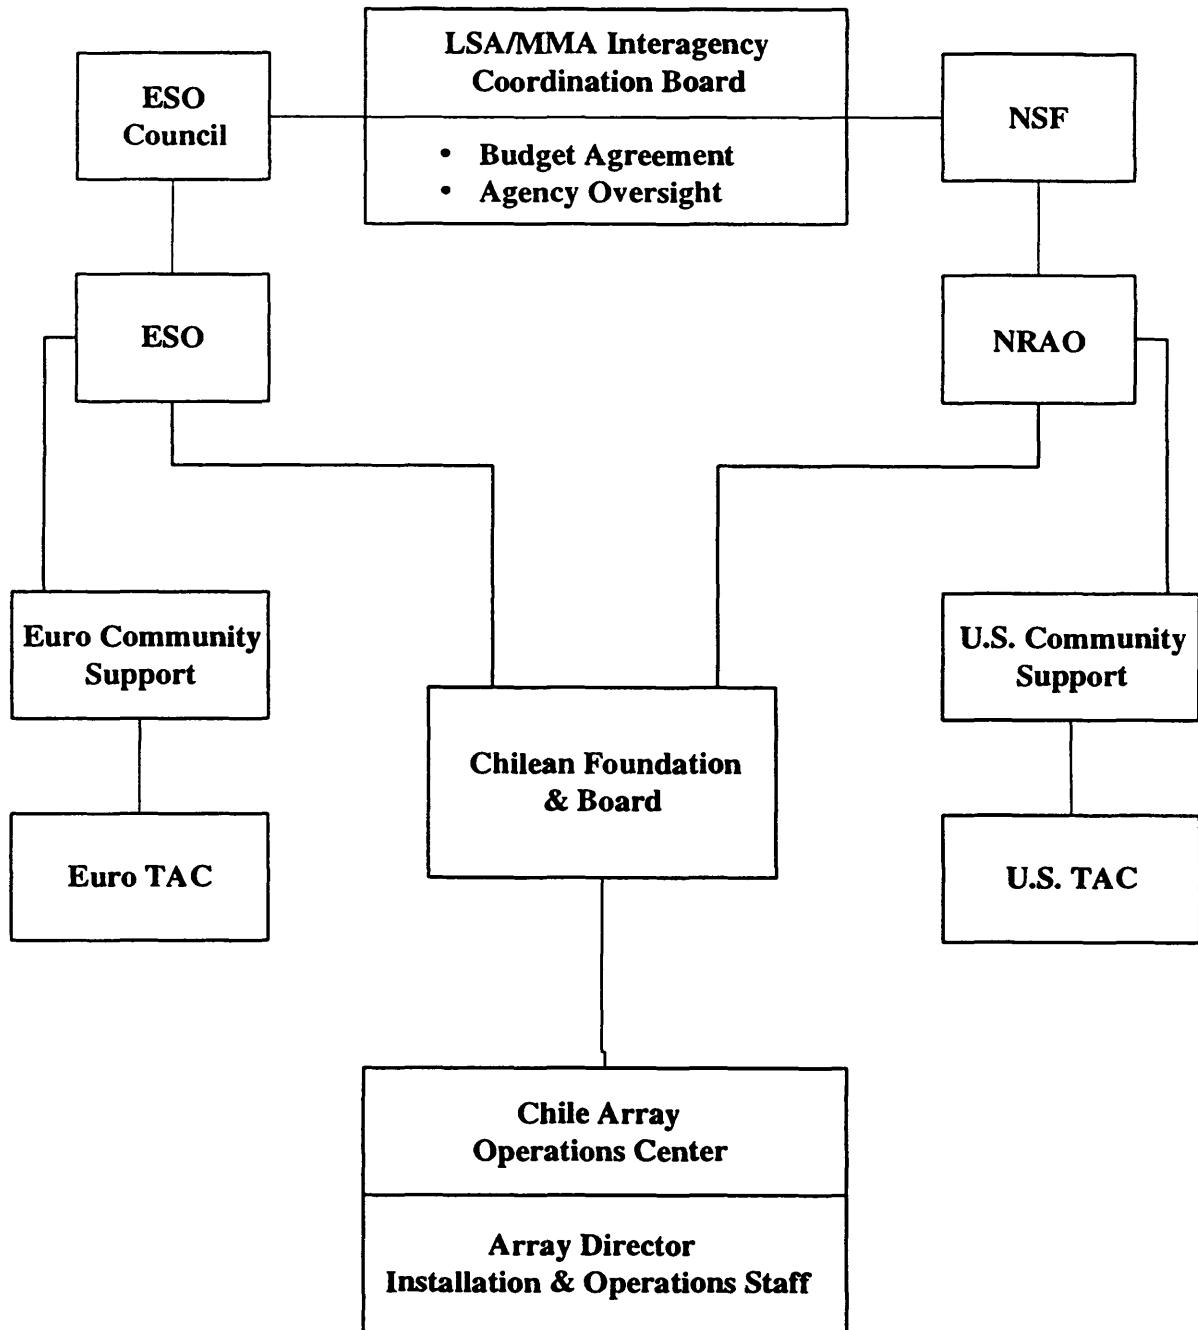 LSA/MMA Interagency
Coordination Board
ESO
Council
NSF
• Budget Agreement
• Agency Oversight
ESO
NRAO
Euro Community
Support
U.S. Community
Support
Chilean Foundation
& Board
Euro TAC
U.S. TAC
Chile Array
Operations Center
Array Director
Installation & Operations Staff